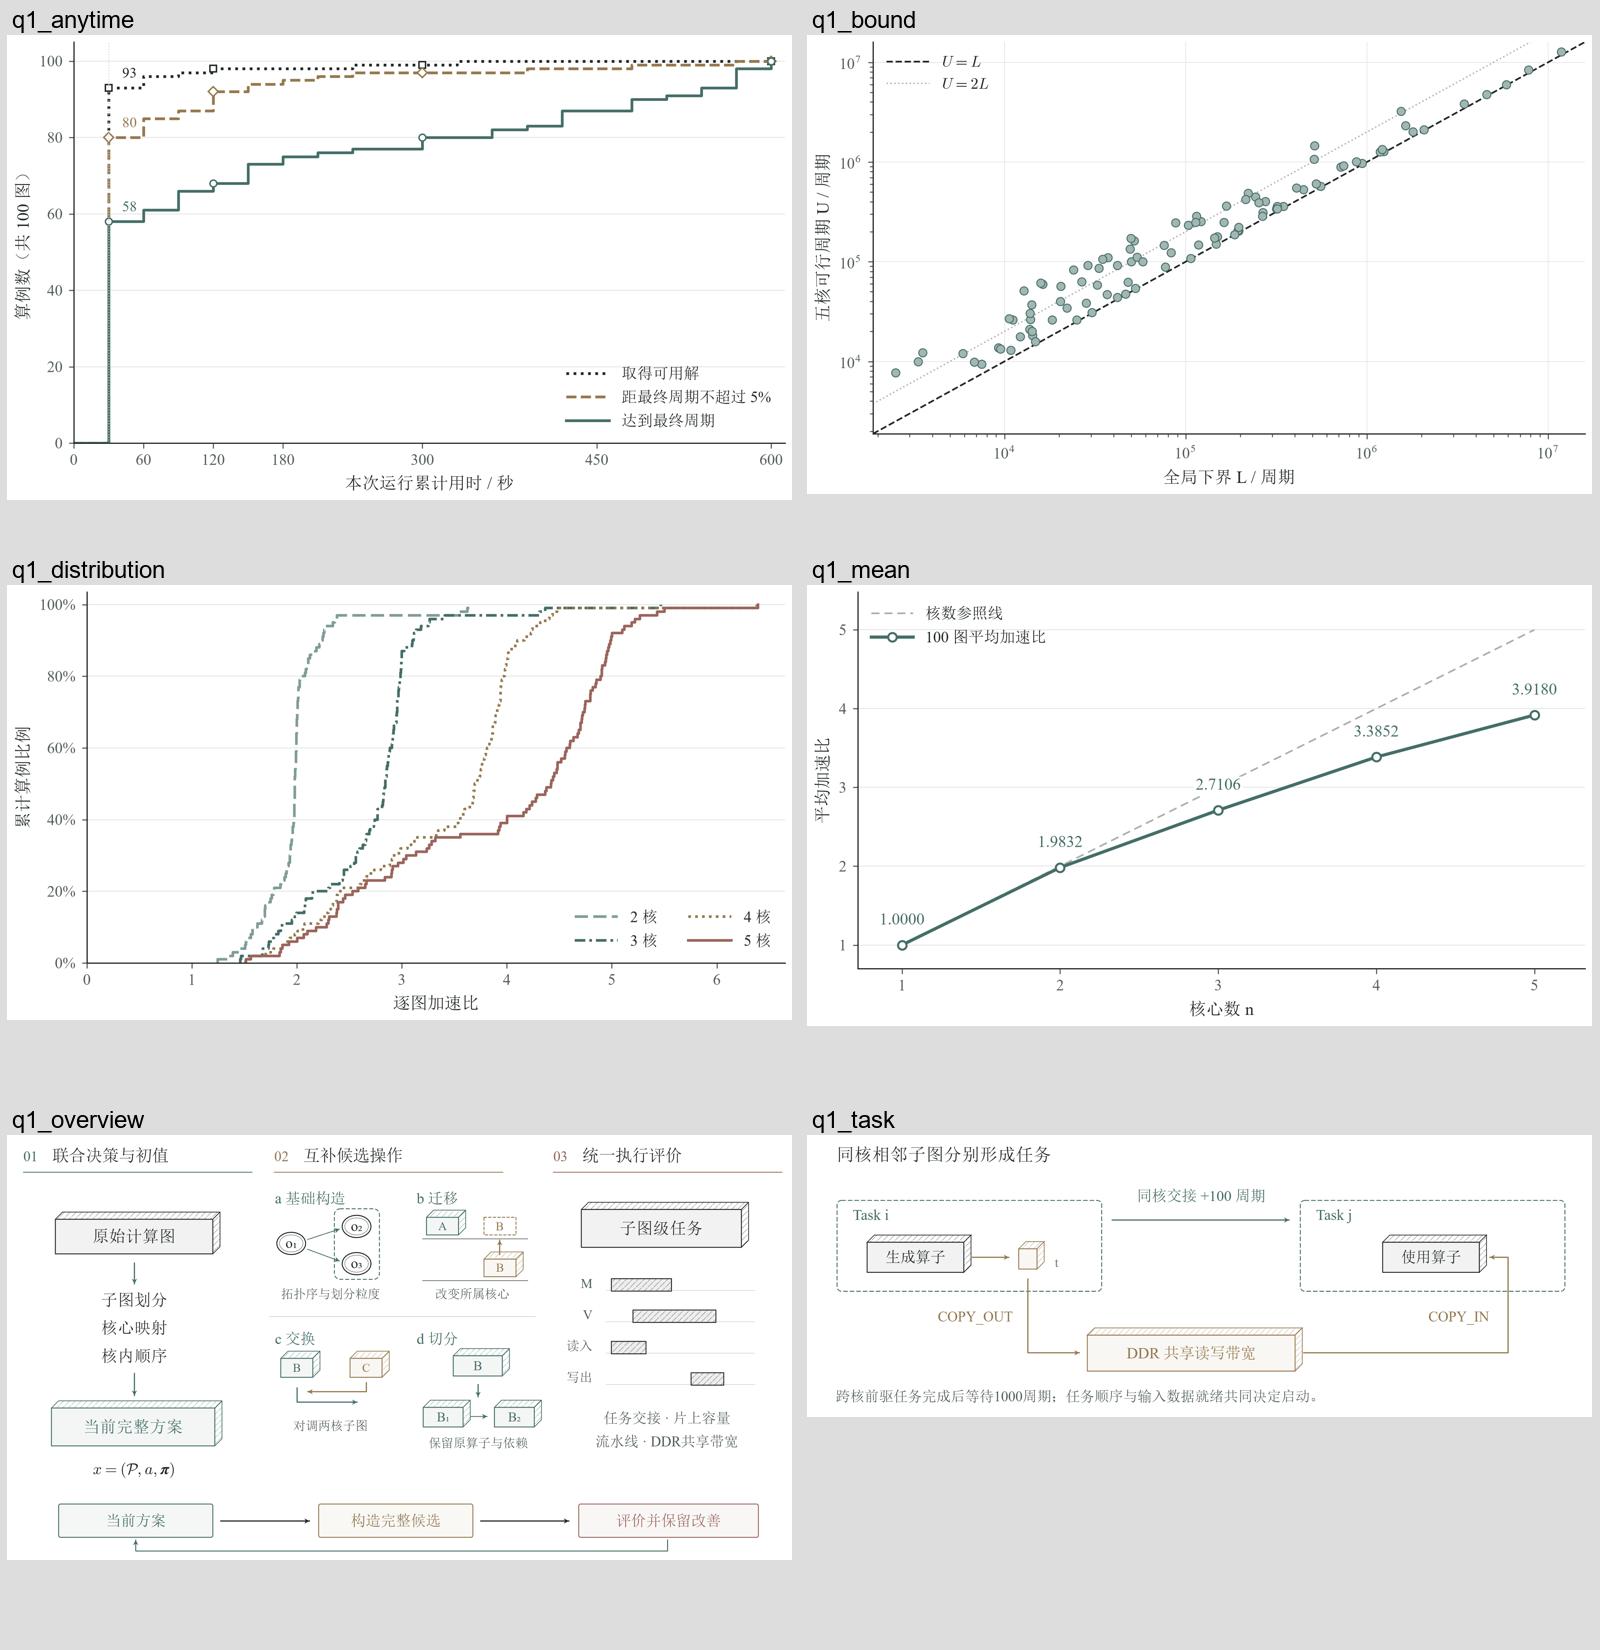 q1_anytime
100
80
60
40
20
0
算例数（共 100 图）
93
80
58
取得可用解
距最终周期不超过 5%
达到最终周期
0 60 120 180 300 450 600
本次运行累计用时 / 秒
q1_bound
U = L
U = 2L
10⁷
10⁶
10⁵
10⁴
五核可行周期 U / 周期
10⁴ 10⁵ 10⁶ 10⁷
全局下界 L / 周期
q1_distribution
100%
80%
60%
40%
20%
0%
累计算例比例
2 核 4 核
3 核 5 核
0 1 2 3 4 5 6
逐图加速比
q1_mean
核数参照线
100 图平均加速比
5
4
3
2
1
平均加速比
1.0000
1.9832
2.7106
3.3852
3.9180
1 2 3 4 5
核心数 n
q1_overview
01 联合决策与初值
原始计算图
子图划分
核心映射
核内顺序
当前完整方案
x = (𝒫, a, π)
02 互补候选操作
a 基础构造
o₁
o₂
o₃
拓扑序与划分粒度
b 迁移
A
B
B
改变所属核心
c 交换
B
C
对调两核子图
d 切分
B
B₁
B₂
保留原算子与依赖
03 统一执行评价
子图级任务
M
V
读入
写出
任务交接 · 片上容量
流水线 · DDR共享带宽
当前方案
构造完整候选
评价并保留改善
q1_task
同核相邻子图分别形成任务
Task i
生成算子
t
同核交接 +100 周期
Task j
使用算子
COPY_OUT
COPY_IN
DDR 共享读写带宽
跨核前驱任务完成后等待1000周期；任务顺序与输入数据就绪共同决定启动。